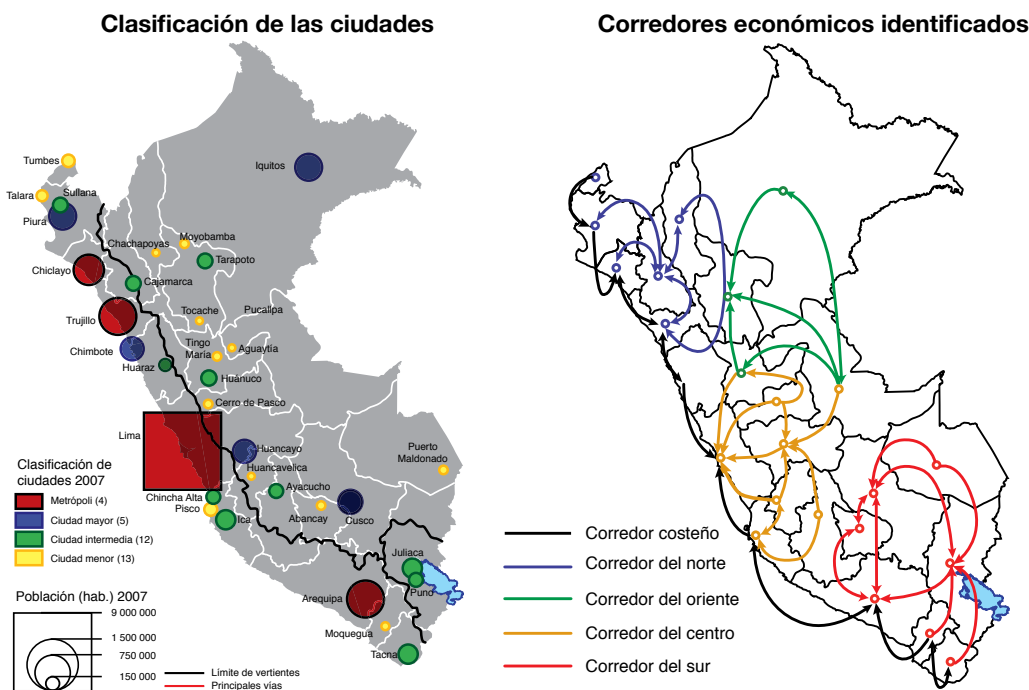 Clasificación de las ciudades
Tumbes
Talara
Sullana
Piura
Iquitos
Chachapoyas
Moyobamba
Tarapoto
Chiclayo
Cajamarca
Trujillo
Tocache
Pucallpa
Chimbote
Tingo
María
Aguaytía
Huaraz
Huánuco
Cerro de Pasco
Lima
Huancayo
Huancavelica
Puerto
Maldonado
Chincha Alta
Pisco
Ayacucho
Ica
Abancay
Cusco
Juliaca
Puno
Arequipa
Moquegua
Tacna
Clasificación de
ciudades 2007
Metrópoli (4)
Ciudad mayor (5)
Ciudad intermedia (12)
Ciudad menor (13)
Población (hab.) 2007
9 000 000
1 500 000
750 000
150 000
Límite de vertientes
Principales vías
Corredores económicos identificados
Corredor costeño
Corredor del norte
Corredor del oriente
Corredor del centro
Corredor del sur